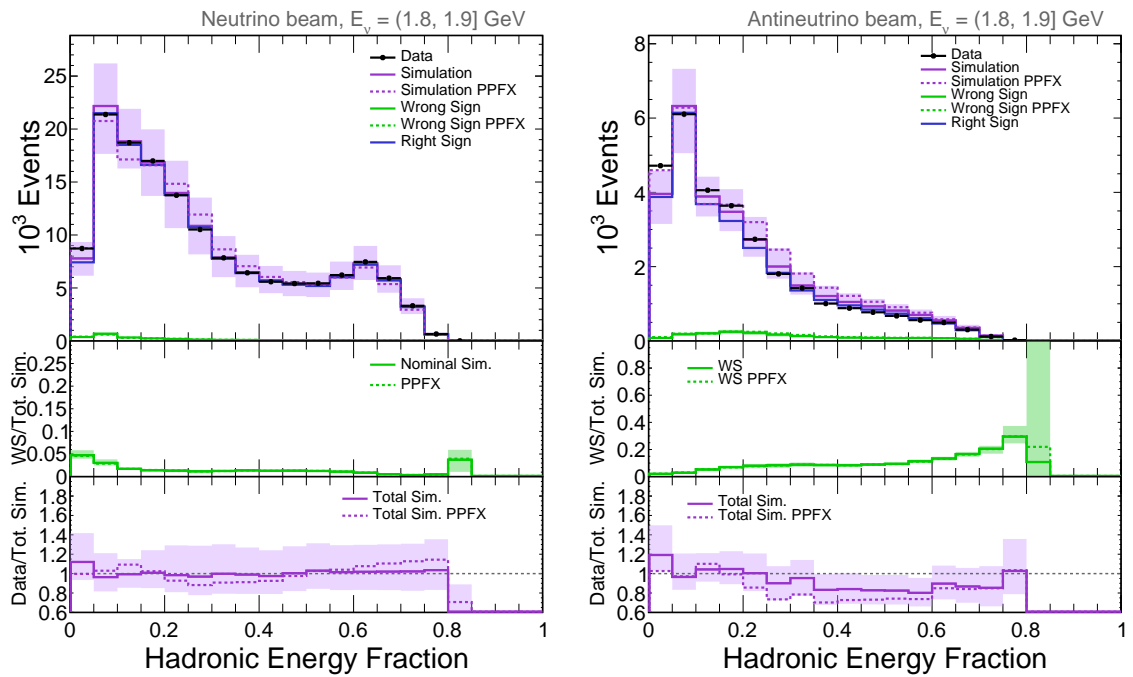 Neutrino beam, Eν = (1.8, 1.9] GeV
10³ Events
25
20
15
10
5
0
Data
Simulation
Simulation PPFX
Wrong Sign
Wrong Sign PPFX
Right Sign
WS/Tot. Sim.
0.25
0.2
0.15
0.1
0.05
0
Nominal Sim.
PPFX
Data/Tot. Sim.
1.8
1.6
1.4
1.2
1
0.8
0.6
Total Sim.
Total Sim. PPFX
0 0.2 0.4 0.6 0.8 1
Hadronic Energy Fraction
Antineutrino beam, Eν = (1.8, 1.9] GeV
10³ Events
8
6
4
2
0
Data
Simulation
Simulation PPFX
Wrong Sign
Wrong Sign PPFX
Right Sign
WS/Tot. Sim.
0.8
0.6
0.4
0.2
0
WS
WS PPFX
Data/Tot. Sim.
1.8
1.6
1.4
1.2
1
0.8
0.6
Total Sim.
Total Sim. PPFX
0 0.2 0.4 0.6 0.8 1
Hadronic Energy Fraction